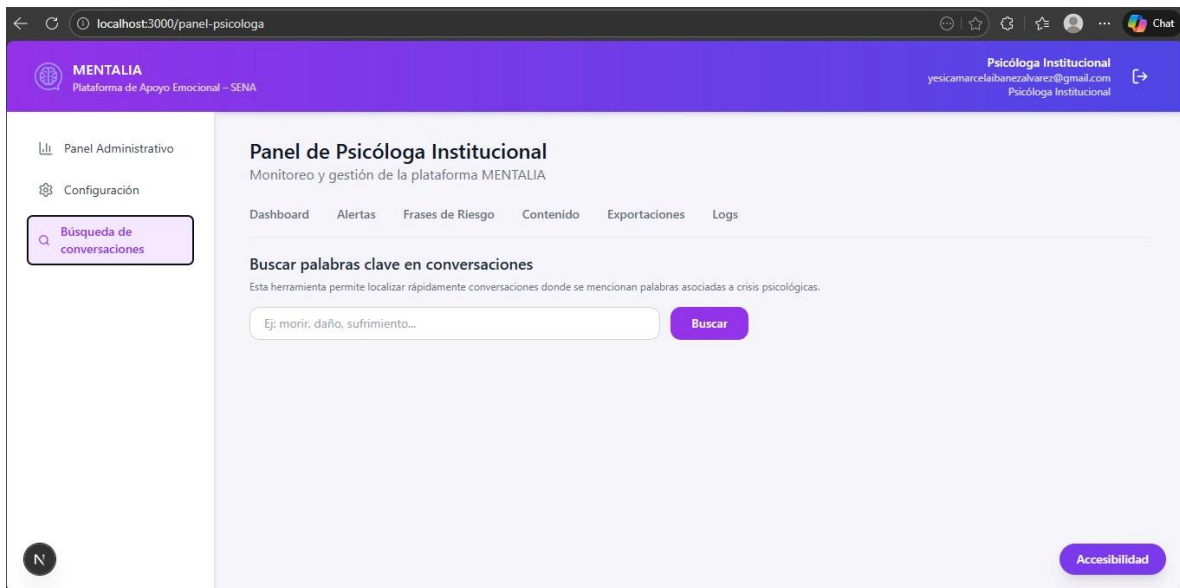 localhost:3000/panel-psicologa
Chat
MENTALIA
Plataforma de Apoyo Emocional – SENA
Psicóloga Institucional
yesicamarcelaibanezalvarez@gmail.com
Psicóloga Institucional
Panel Administrativo
Configuración
Búsqueda de
conversaciones
Panel de Psicóloga Institucional
Monitoreo y gestión de la plataforma MENTALIA
Dashboard Alertas Frases de Riesgo Contenido Exportaciones Logs
Buscar palabras clave en conversaciones
Esta herramienta permite localizar rápidamente conversaciones donde se mencionan palabras asociadas a crisis psicológicas.
Ej: morir, daño, sufrimiento...
Buscar
N
Accesibilidad